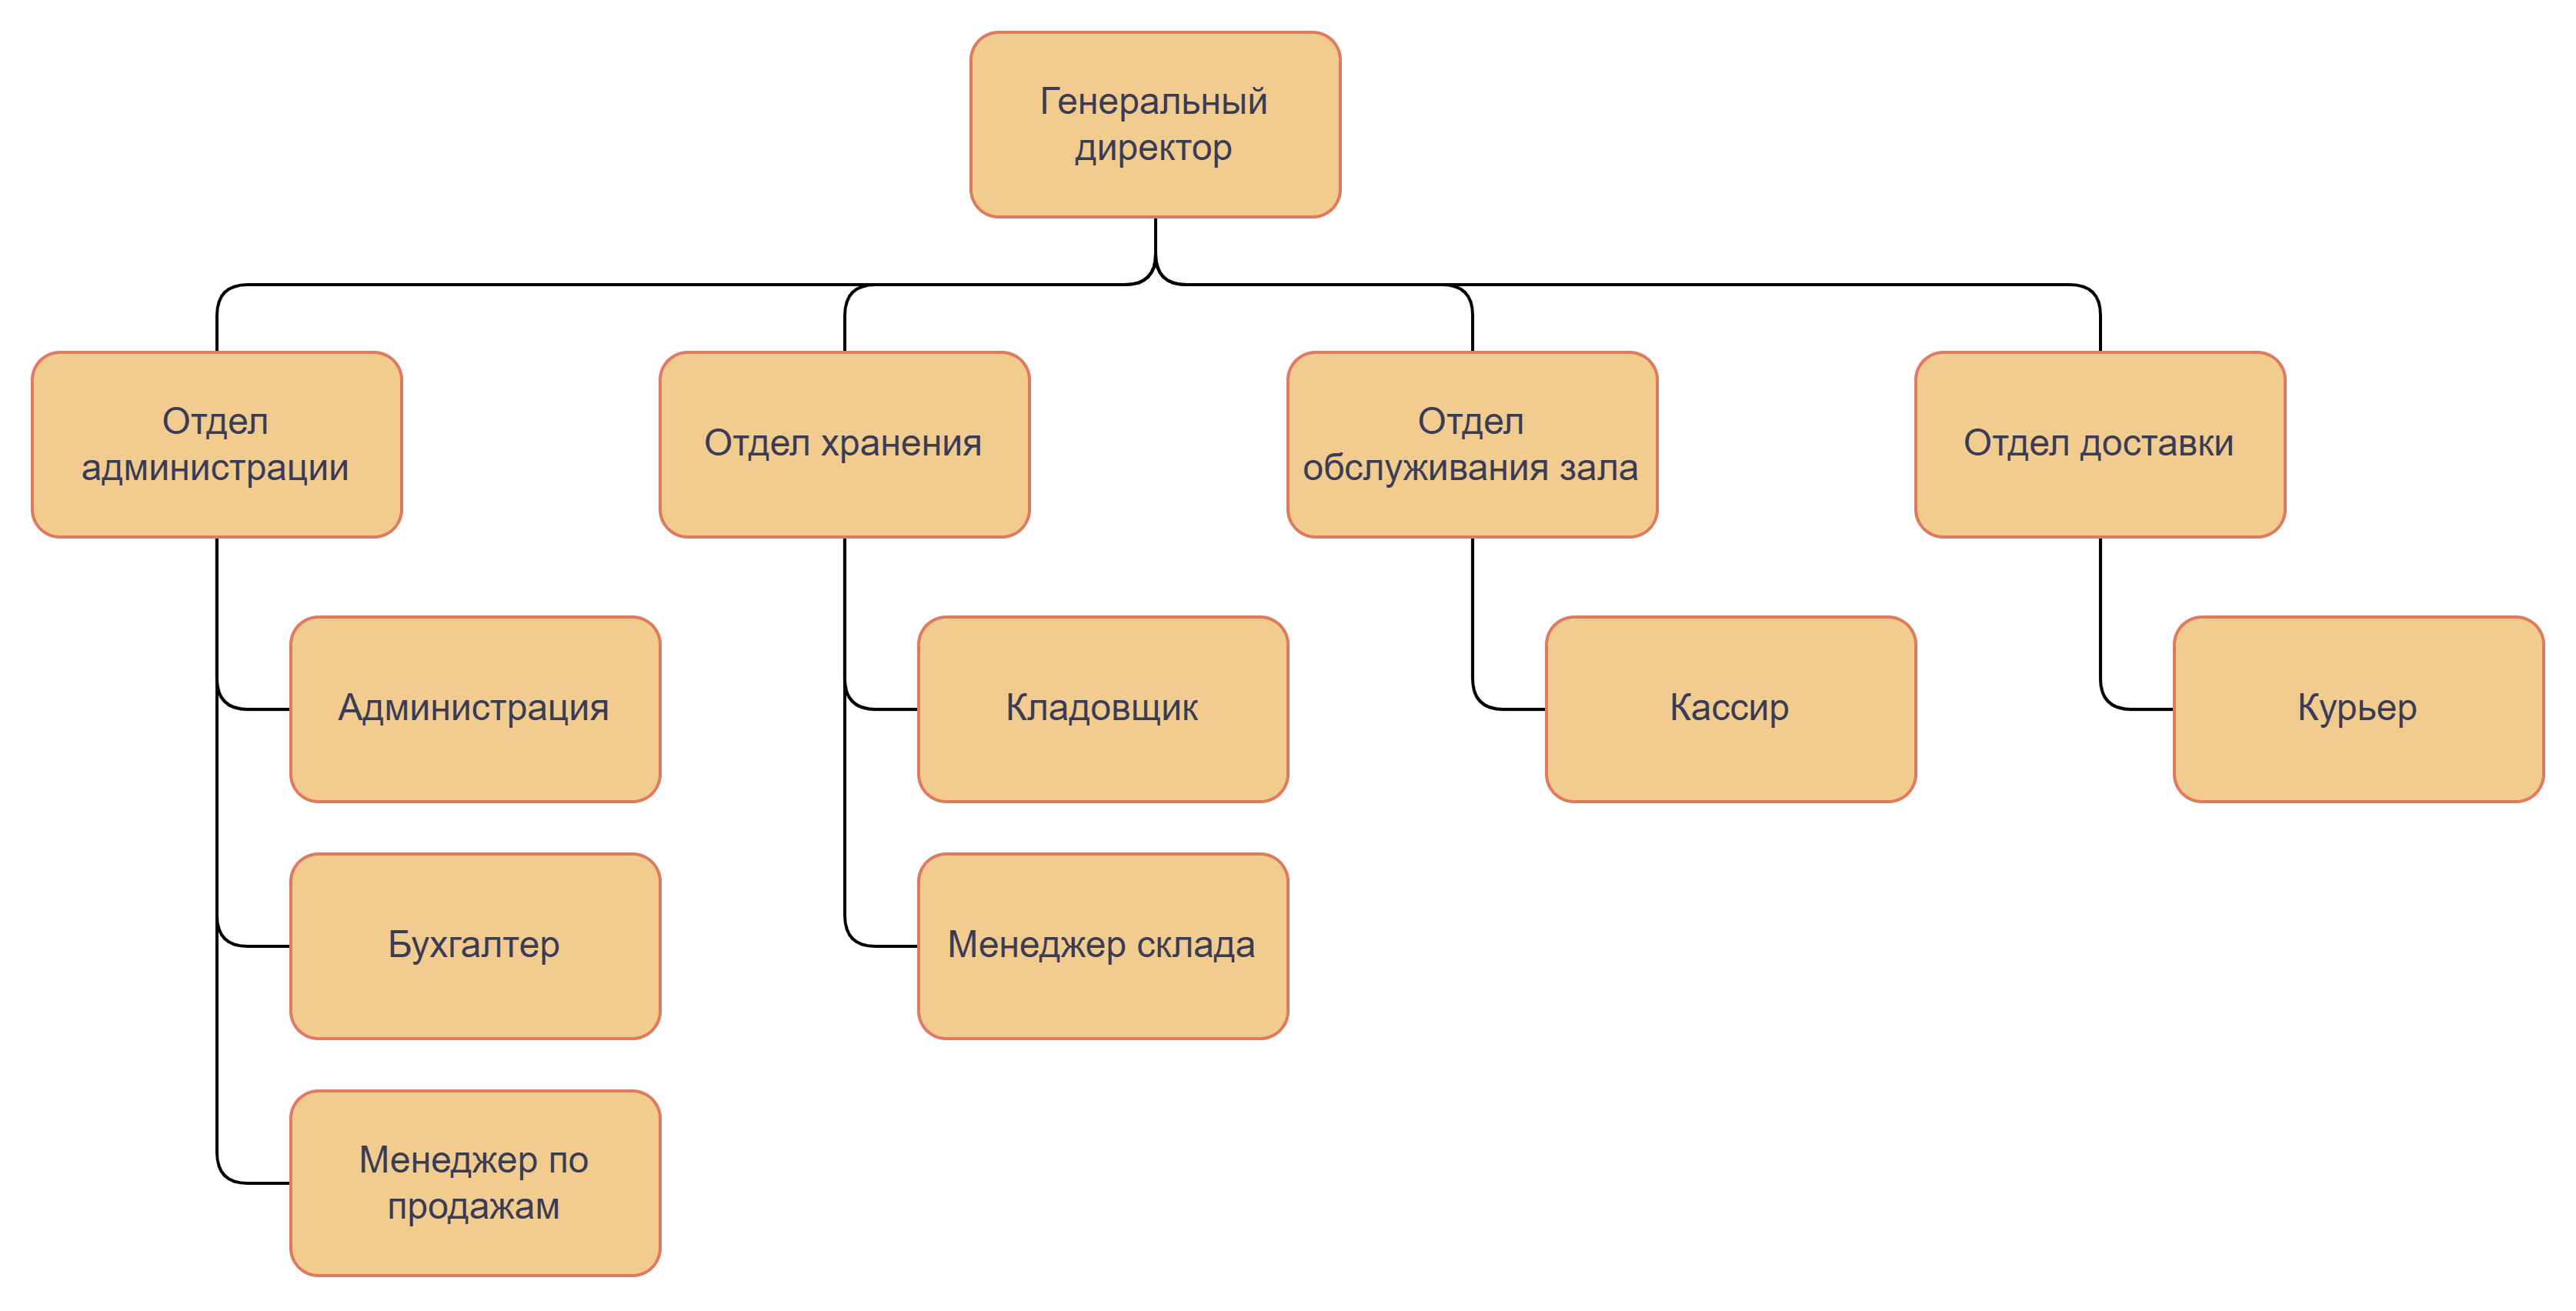 Генеральный
директор
Отдел
администрации
Отдел хранения
Отдел
обслуживания зала
Отдел доставки
Администрация
Кладовщик
Кассир
Курьер
Бухгалтер
Менеджер склада
Менеджер по
продажам